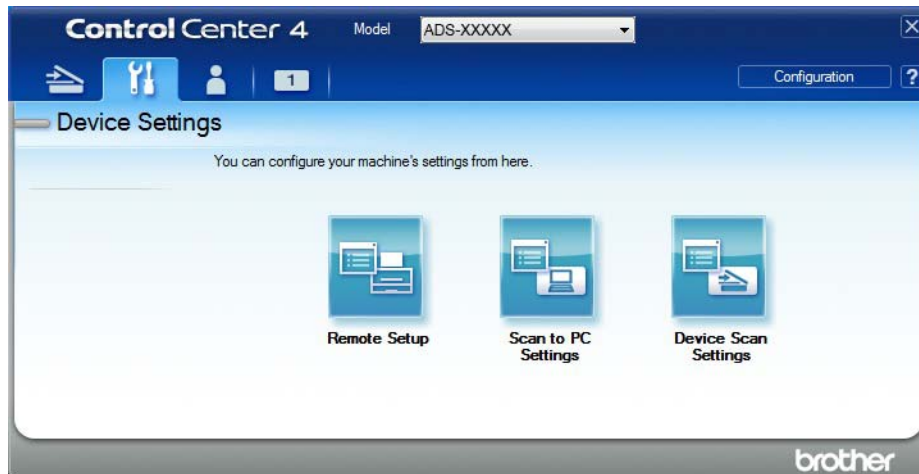 Control Center 4
Model
ADS-XXXXX
X
1
Configuration
?
Device Settings
You can configure your machine's settings from here.
Remote Setup
Scan to PC
Settings
Device Scan
Settings
brother